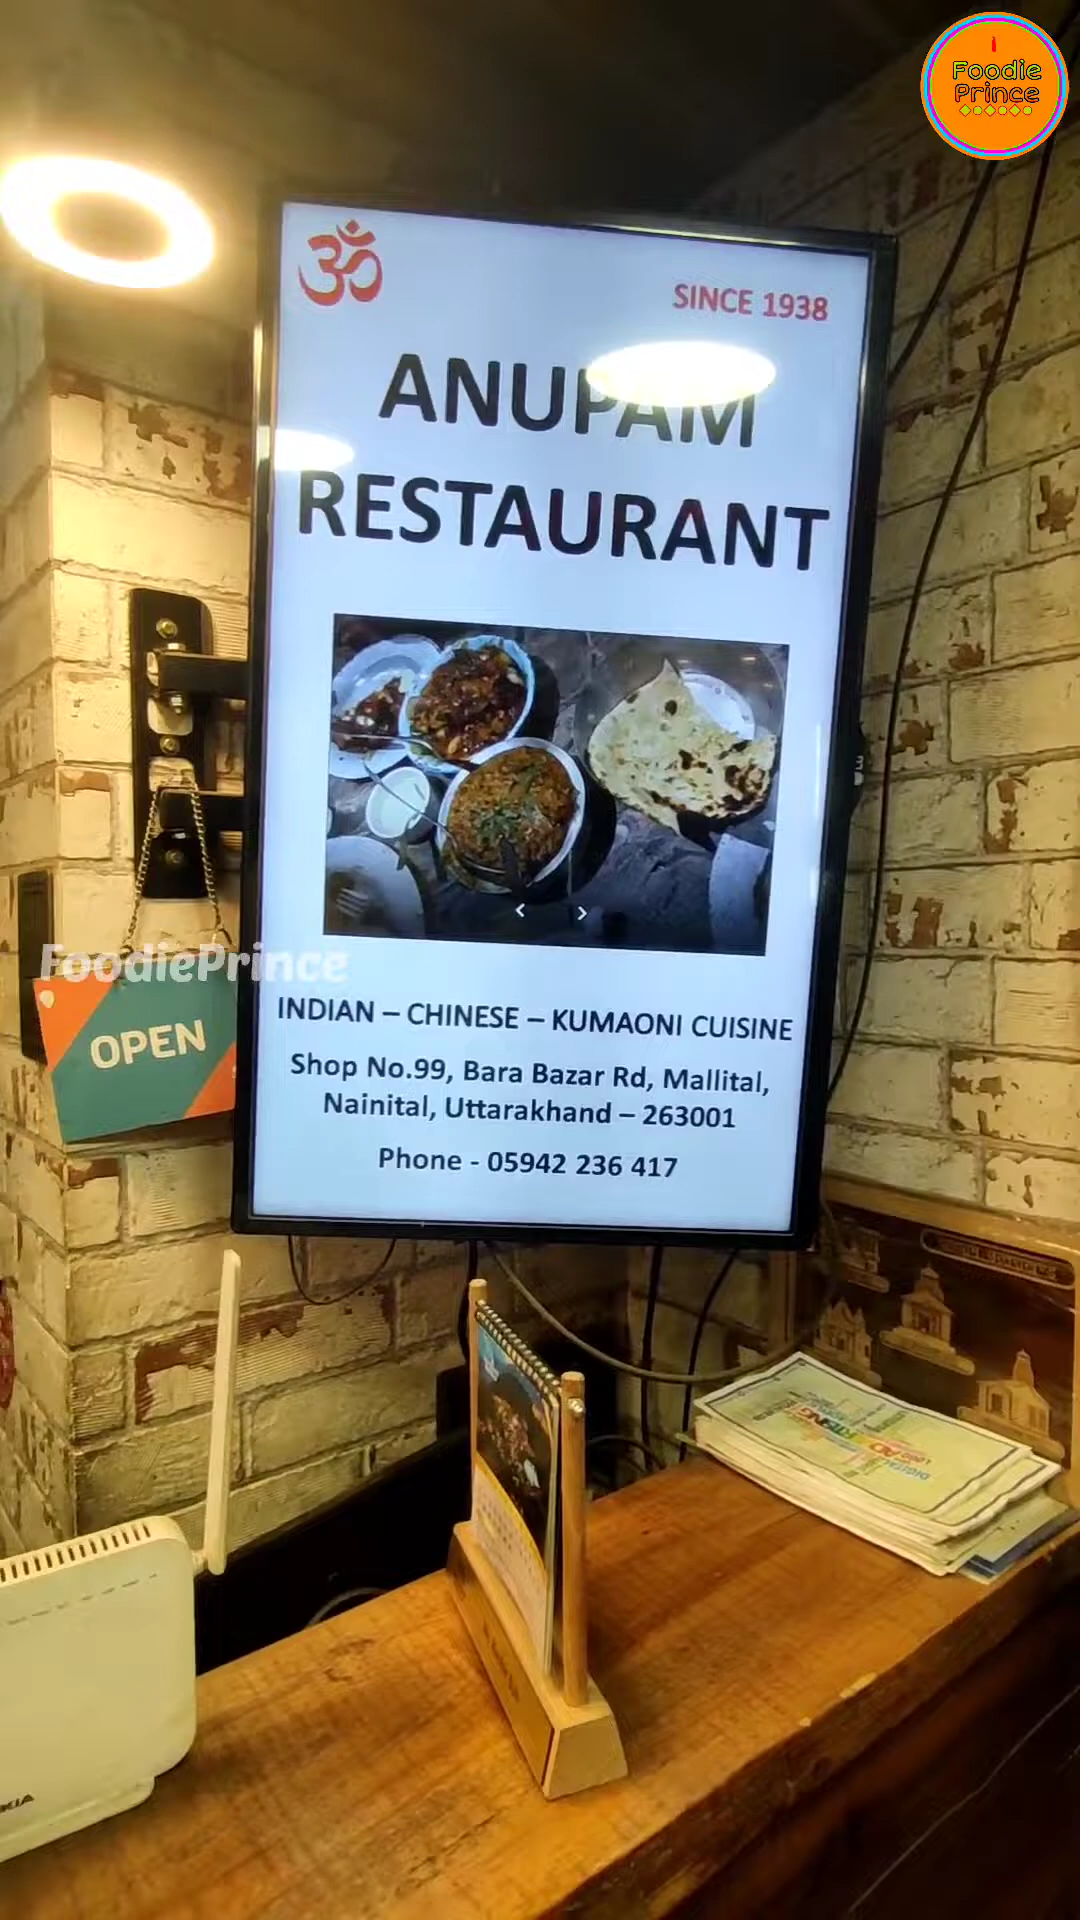 Foodie
Prince
ॐ
SINCE 1938
ANUPAM
RESTAURANT
FoodiePrince
OPEN
INDIAN – CHINESE – KUMAONI CUISINE
Shop No.99, Bara Bazar Rd, Mallital,
Nainital, Uttarakhand – 263001
Phone - 05942 236 417